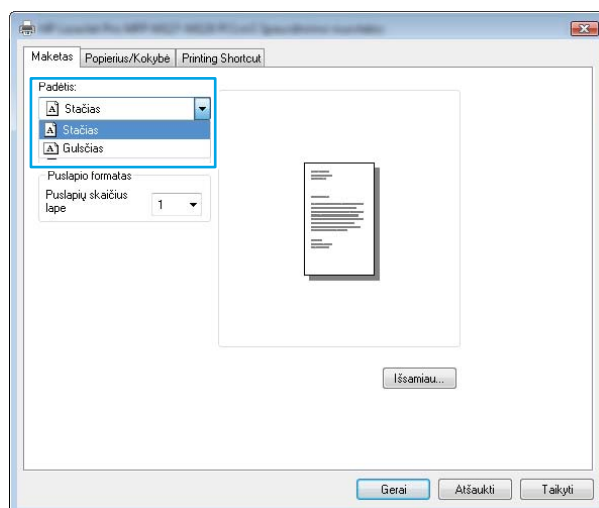 Maketas Popierius/Kokybė Printing Shortcut
Padėtis:
A Stačias
A Stačias
A Gulsčias
Puslapio formatas
Puslapių skaičius
lape 1
Išsamiau...
Gerai Atšaukti Taikyti